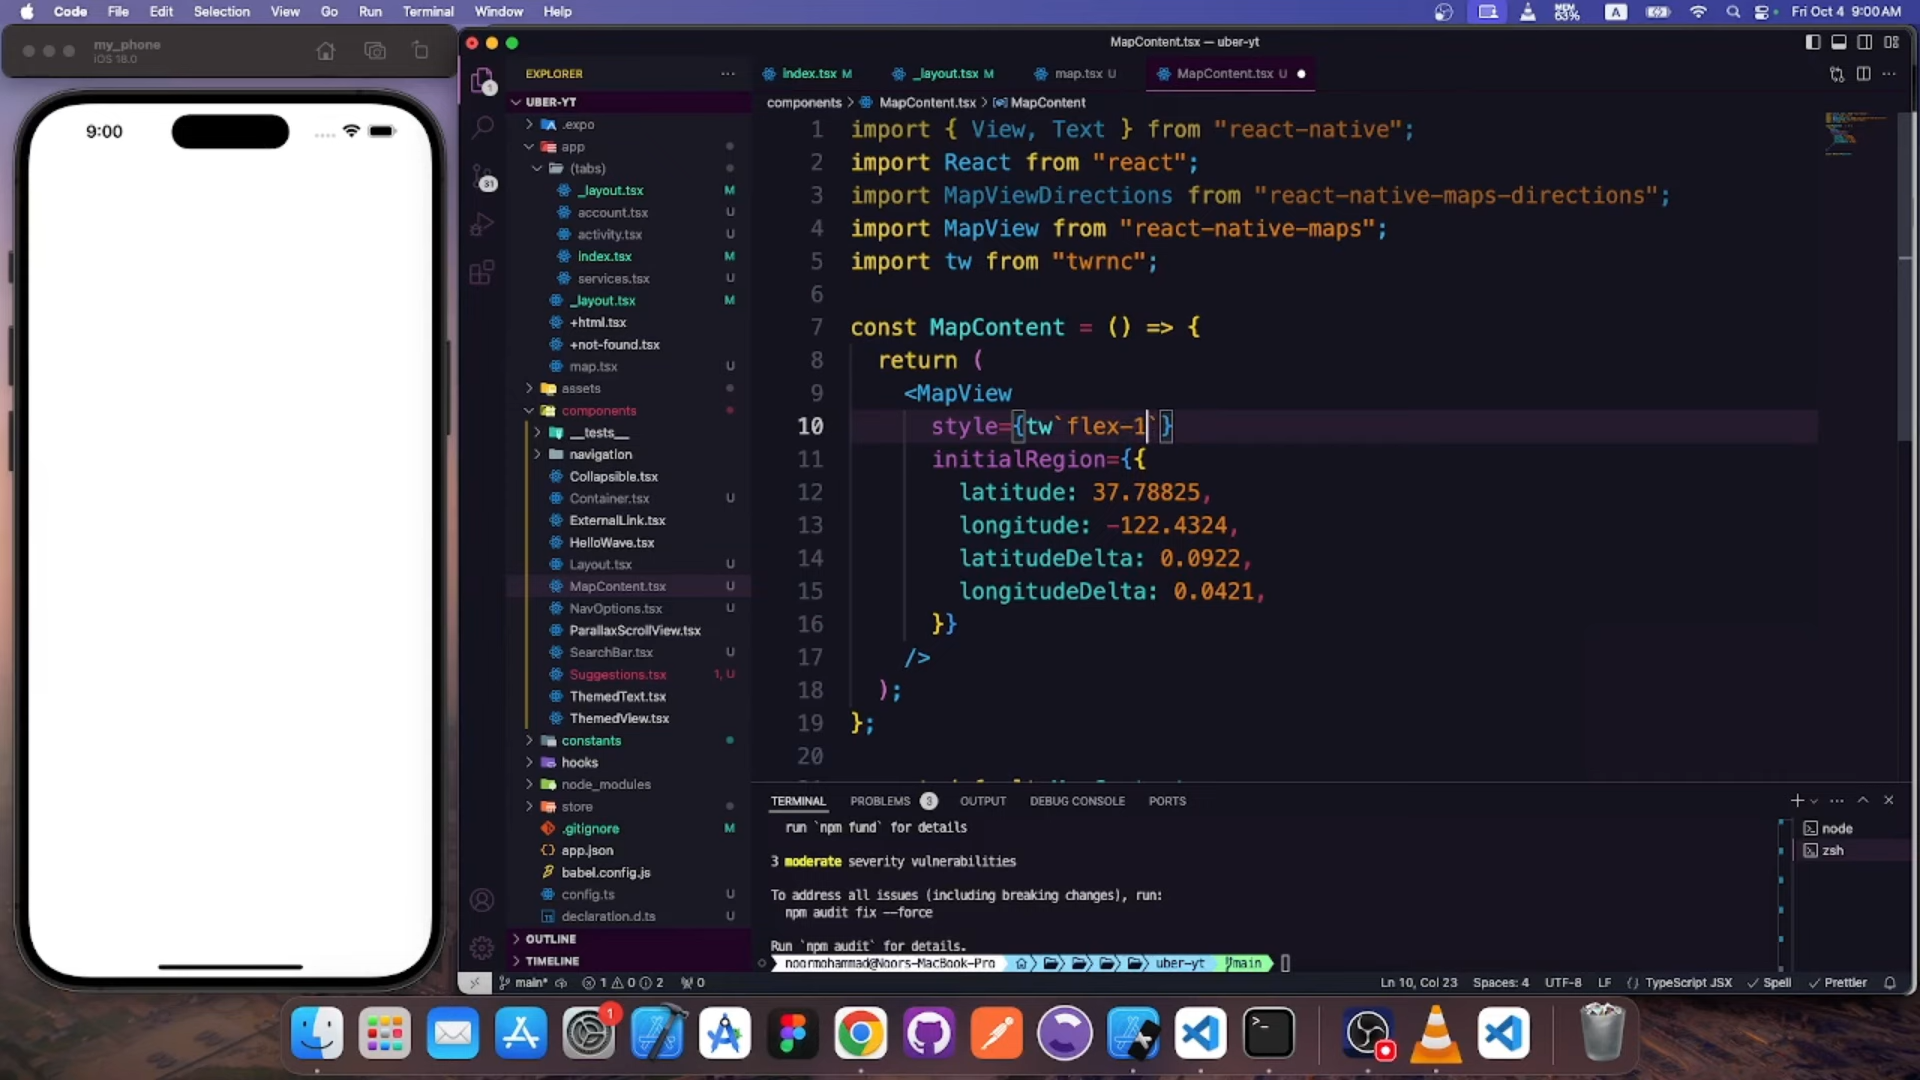 Code File Edit Selection View Go Run Terminal Window Help
MEM 63% A Fri Oct 4 9:00 AM
my_phone
iOS 18.0
9:00
MapContent.tsx — uber-yt
EXPLORER
UBER-YT
.expo
app
(tabs)
_layout.tsx M
account.tsx U
activity.tsx U
index.tsx M
services.tsx U
_layout.tsx M
+html.tsx
+not-found.tsx
map.tsx U
assets
components
__tests__
navigation
Collapsible.tsx
Container.tsx U
ExternalLink.tsx
HelloWave.tsx
Layout.tsx U
MapContent.tsx U
NavOptions.tsx U
ParallaxScrollView.tsx
SearchBar.tsx U
Suggestions.tsx 1, U
ThemedText.tsx
ThemedView.tsx
constants
hooks
node_modules
store
.gitignore M
app.json
babel.config.js
config.ts U
declaration.d.ts U
OUTLINE
TIMELINE
1
31
index.tsx M _layout.tsx M map.tsx U MapContent.tsx U
components > MapContent.tsx > MapContent
1 import { View, Text } from "react-native";
2 import React from "react";
3 import MapViewDirections from "react-native-maps-directions";
4 import MapView from "react-native-maps";
5 import tw from "twrnc";
6
7 const MapContent = () => {
8 return (
9 <MapView
10 style={tw`flex-1`}
11 initialRegion={{
12 latitude: 37.78825,
13 longitude: -122.4324,
14 latitudeDelta: 0.0922,
15 longitudeDelta: 0.0421,
16 }}
17 />
18 );
19 };
20
TERMINAL PROBLEMS 3 OUTPUT DEBUG CONSOLE PORTS
run `npm fund` for details
3 moderate severity vulnerabilities
To address all issues (including breaking changes), run:
npm audit fix --force
Run `npm audit` for details.
noormohammad@Noors-MacBook-Pro uber-yt main
node
zsh
main* 1 0 2 0 Ln 10, Col 23 Spaces: 4 UTF-8 LF TypeScript JSX Spell Prettier
1